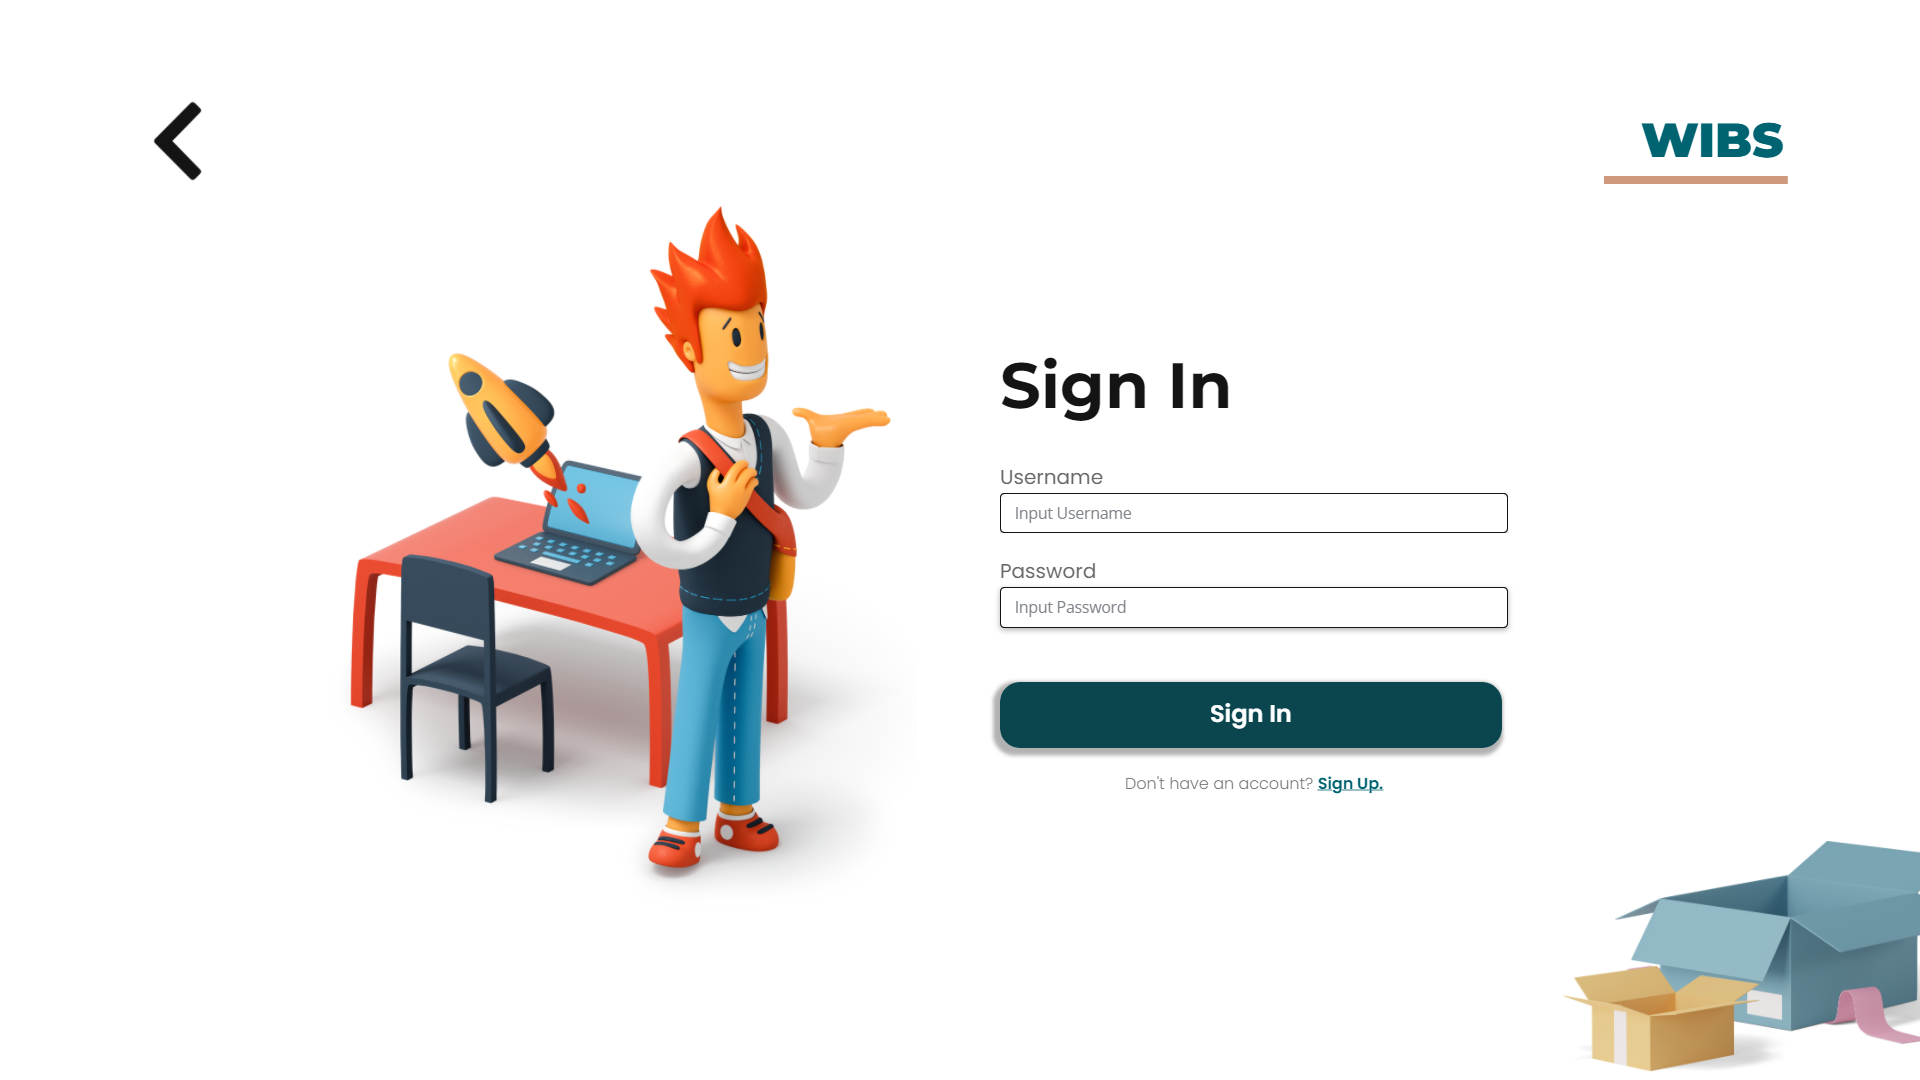 WIBS
Sign In
Username
Input Username
Password
Input Password
Sign In
Don't have an account? Sign Up.